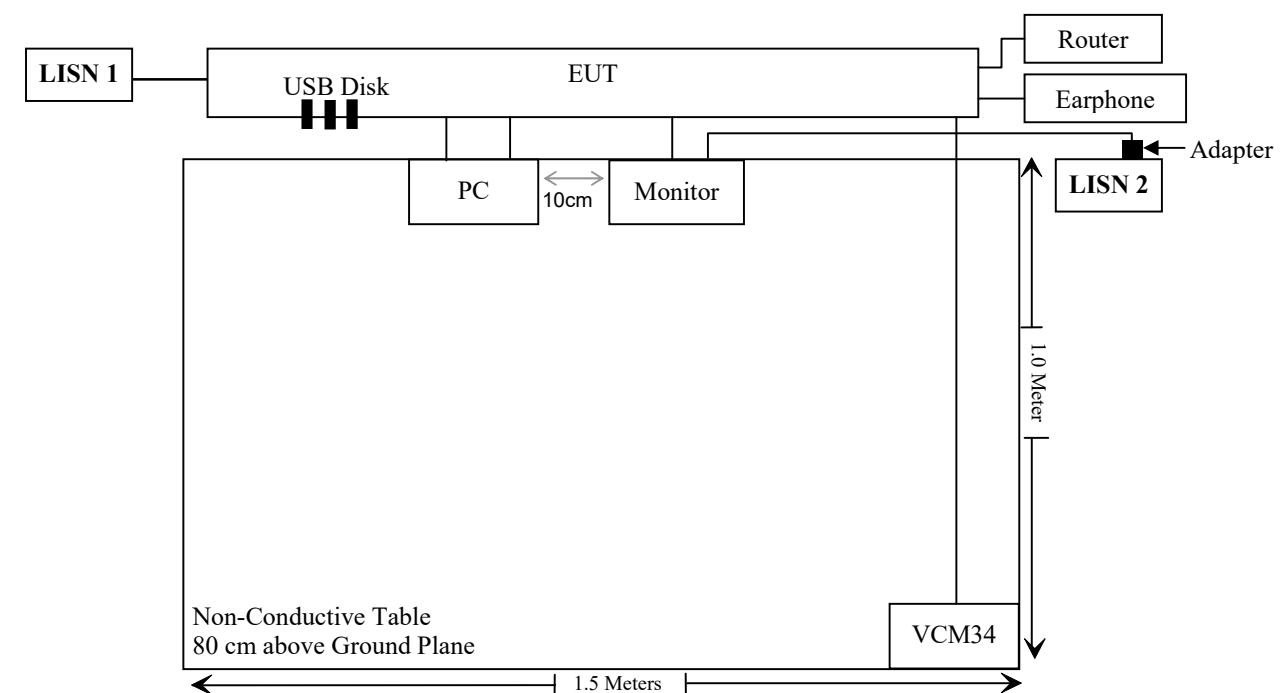 Router
LISN 1
EUT
USB Disk
Earphone
Adapter
PC
10cm
Monitor
LISN 2
1.0 Meter
Non-Conductive Table
80 cm above Ground Plane
VCM34
1.5 Meters